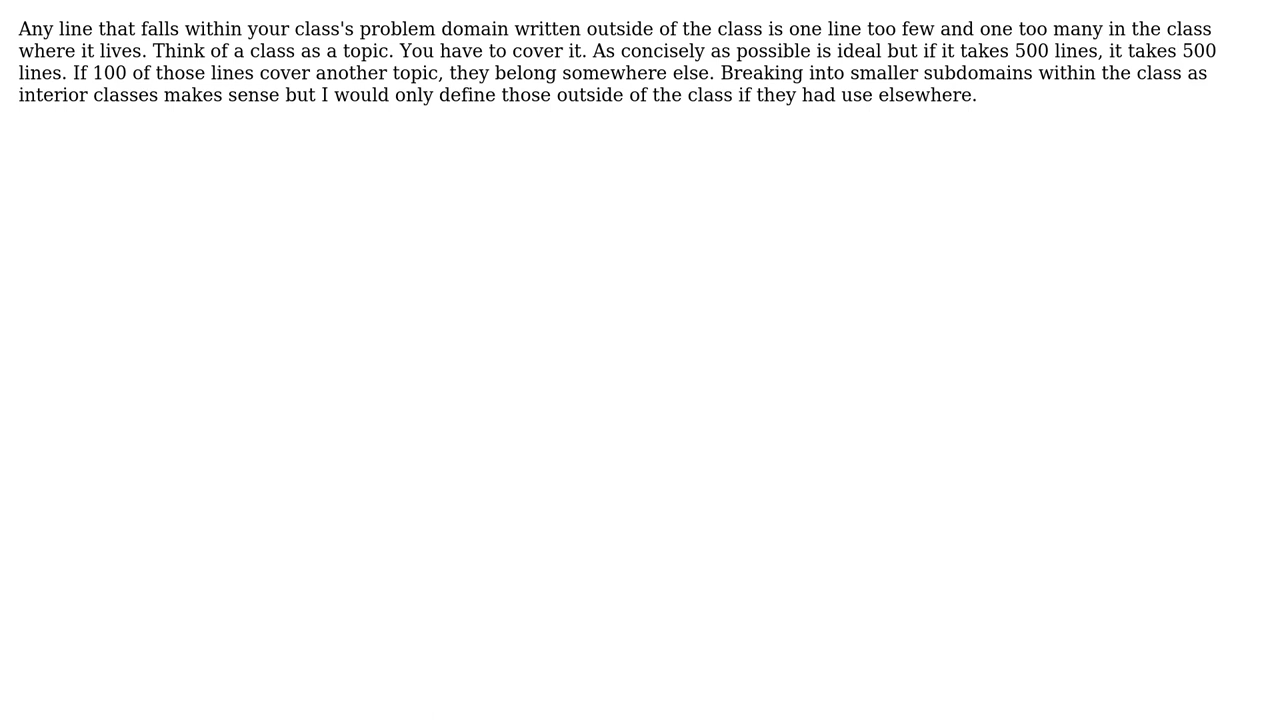 Any line that falls within your class's problem domain written outside of the class is one line too few and one too many in the class
where it lives. Think of a class as a topic. You have to cover it. As concisely as possible is ideal but if it takes 500 lines, it takes 500
lines. If 100 of those lines cover another topic, they belong somewhere else. Breaking into smaller subdomains within the class as
interior classes makes sense but I would only define those outside of the class if they had use elsewhere.